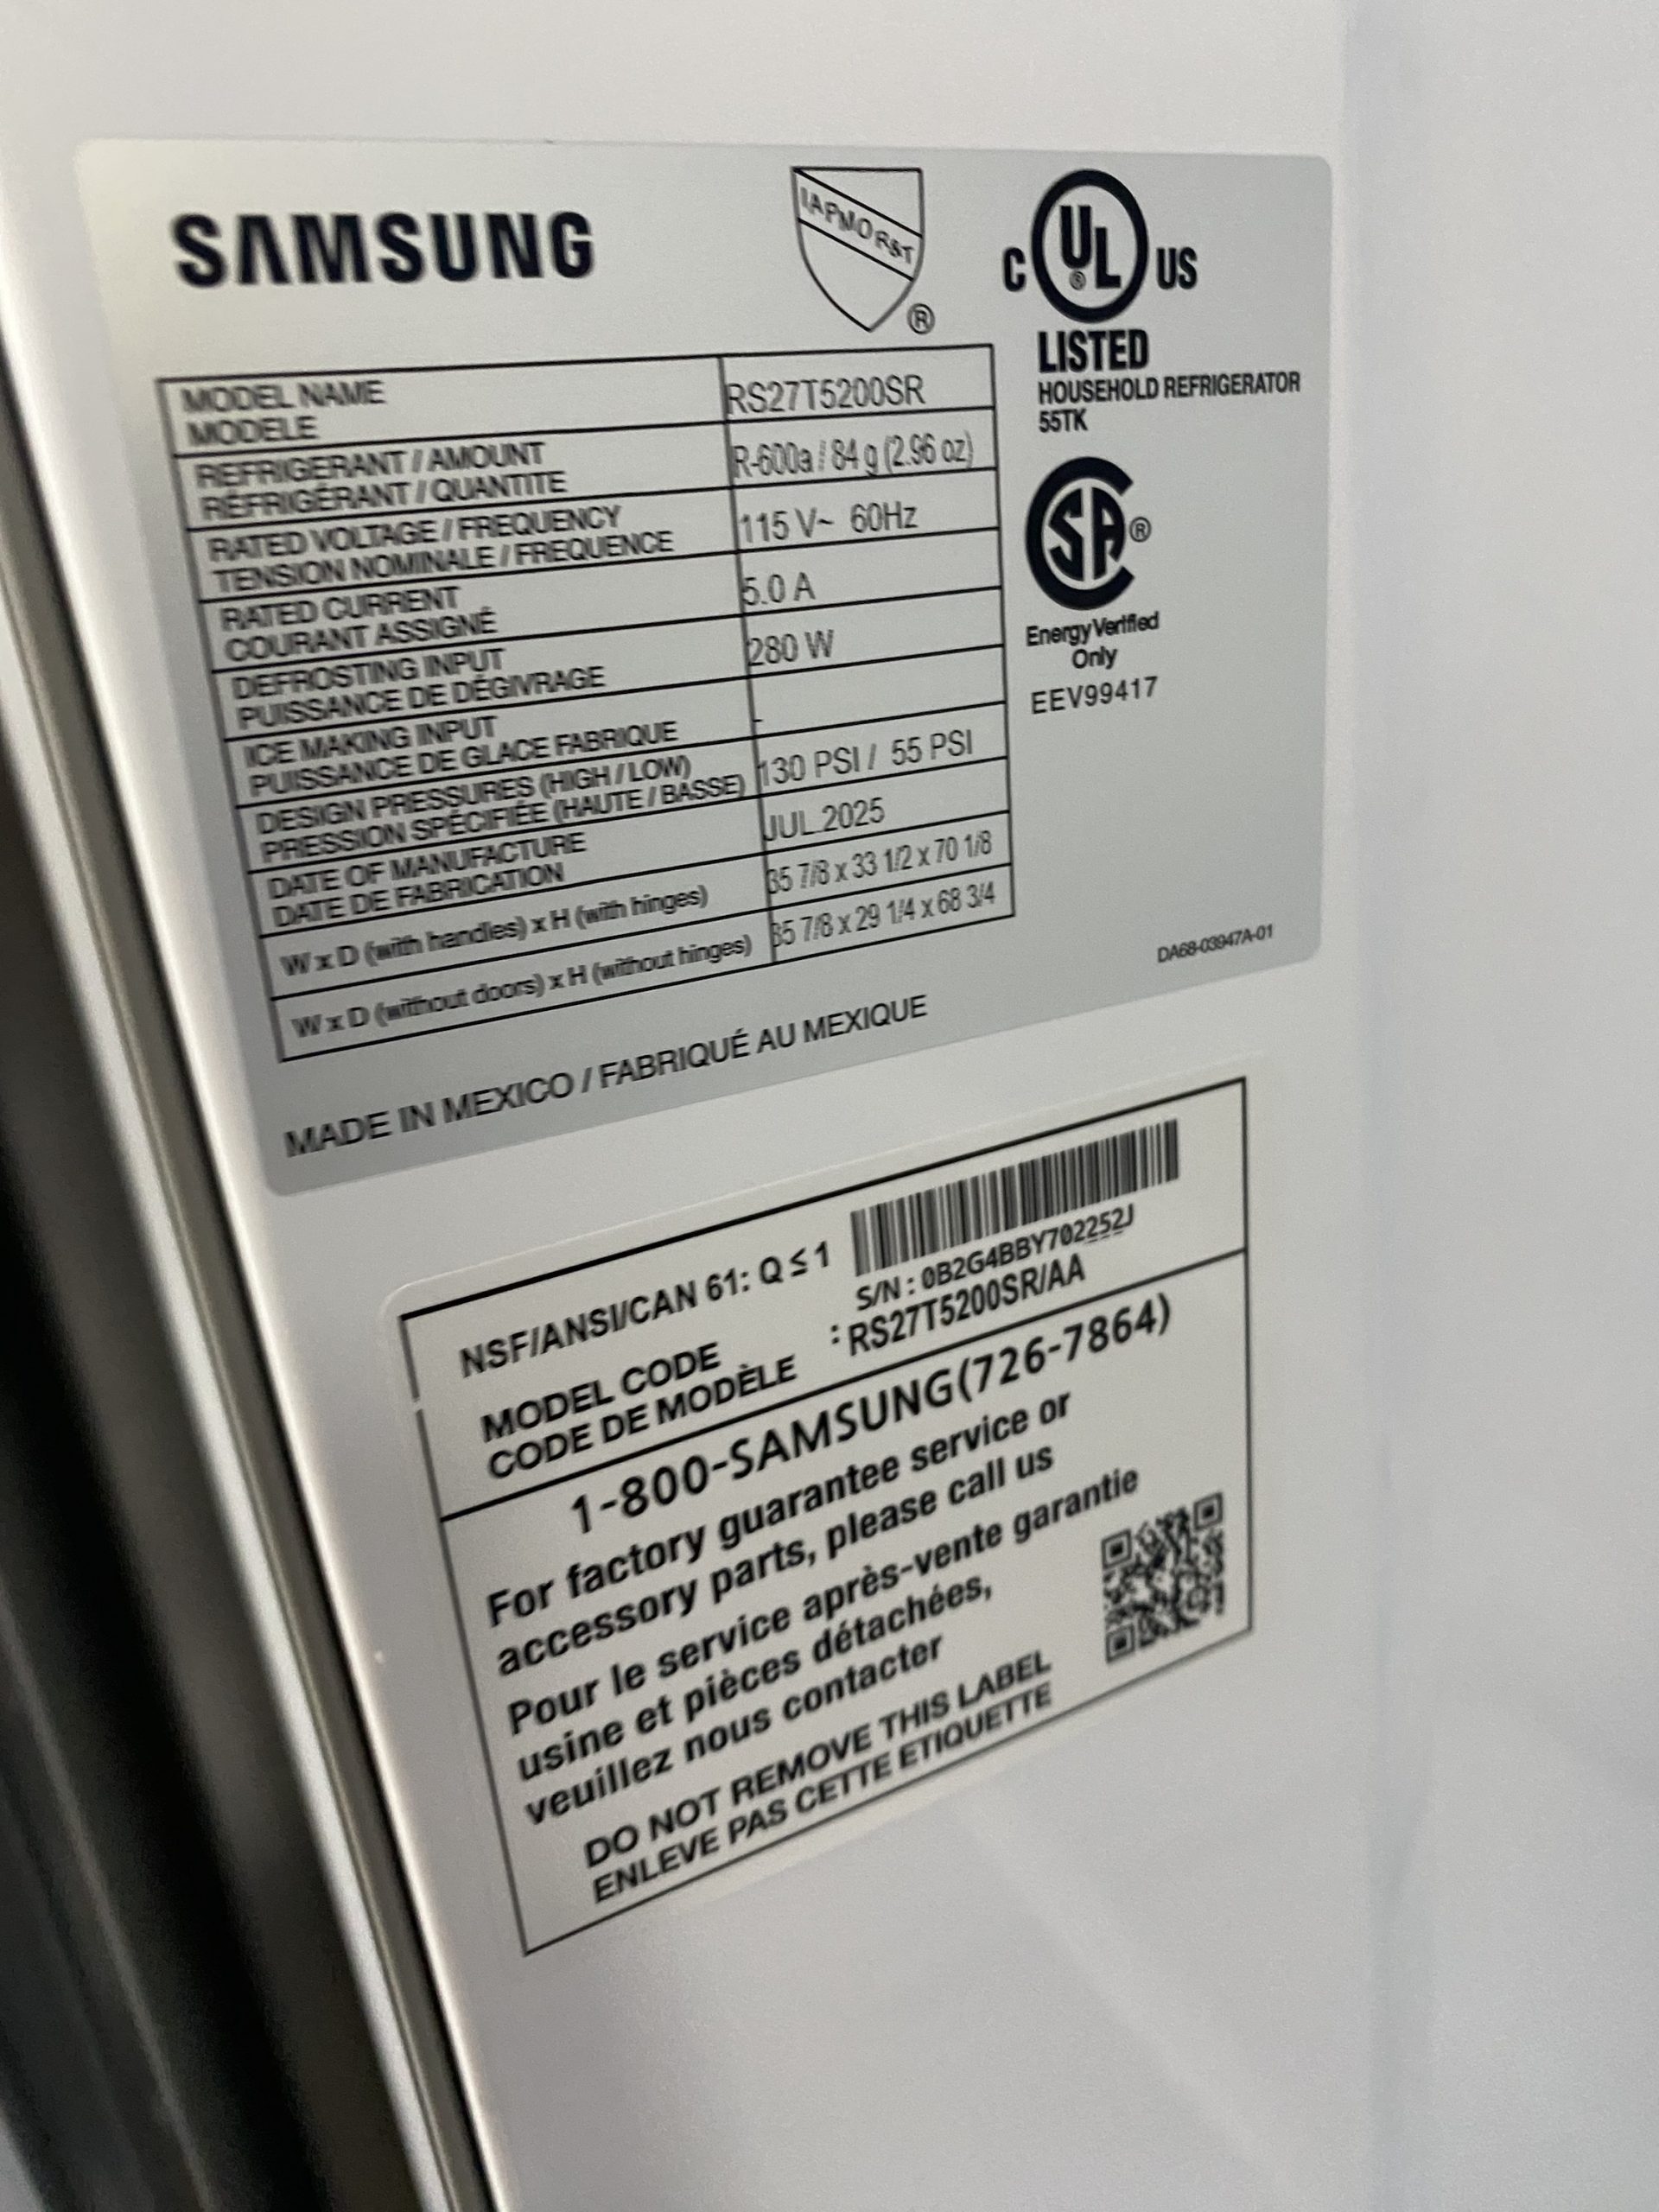 SAMSUNG
IAPMO R&T ®
C UL ® US
LISTED
HOUSEHOLD REFRIGERATOR
55TK
SA ®
Energy Verified
Only
EEV99417
MODEL NAME
MODELE
RS27T5200SR
REFRIGERANT / AMOUNT
RÉFRIGÉRANT / QUANTITE
R-600a / 84 g (2.96 oz)
RATED VOLTAGE / FREQUENCY
TENSION NOMINALE / FREQUENCE
115 V~ 60Hz
RATED CURRENT
COURANT ASSIGNÉ
5.0 A
DEFROSTING INPUT
PUISSANCE DE DÉGIVRAGE
280 W
ICE MAKING INPUT
PUISSANCE DE GLACE FABRIQUE
-
DESIGN PRESSURES (HIGH / LOW)
PRESSION SPÉCIFIÉE (HAUTE / BASSE)
130 PSI / 55 PSI
DATE OF MANUFACTURE
DATE DE FABRICATION
JUL.2025
W x D (with handles) x H (with hinges)
35 7/8 x 33 1/2 x 70 1/8
W x D (without doors) x H (without hinges)
35 7/8 x 29 1/4 x 68 3/4
DA68-03947A-01
MADE IN MEXICO / FABRIQUÉ AU MEXIQUE
NSF/ANSI/CAN 61: Q ≤ 1
S/N : 0B2G4BBY702252J
MODEL CODE
CODE DE MODÈLE
: RS27T5200SR/AA
1-800-SAMSUNG(726-7864)
For factory guarantee service or
accessory parts, please call us
Pour le service après-vente garantie
usine et pièces détachées,
veuillez nous contacter
DO NOT REMOVE THIS LABEL
ENLEVE PAS CETTE ETIQUETTE